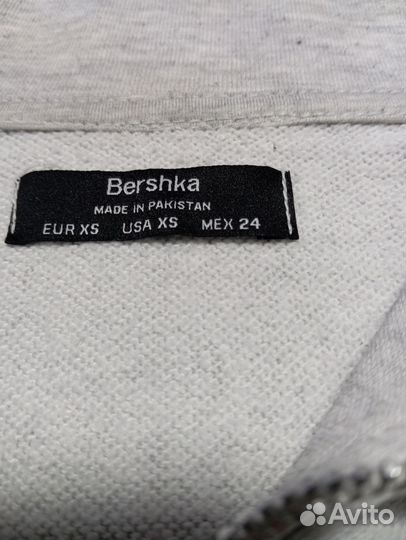 Bershka
MADE IN PAKISTAN
EUR XS USA XS MEX 24
Avito